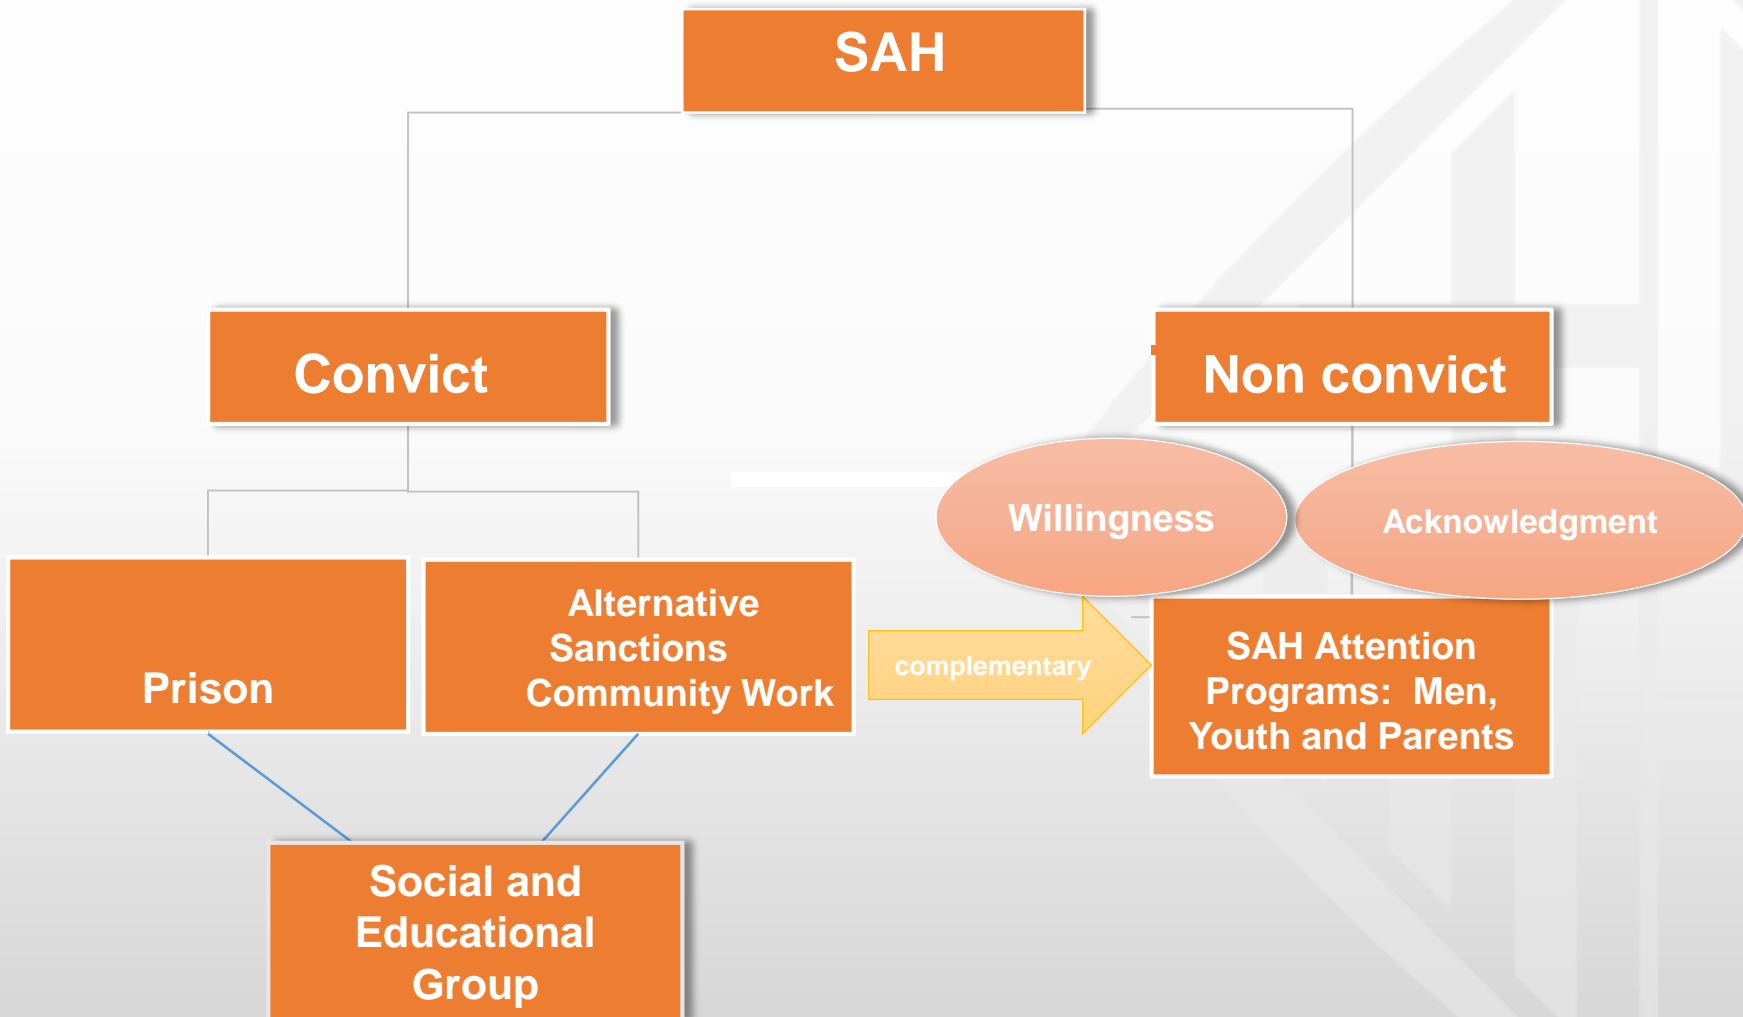 SAH
Convict
Non convict
Willingness
Acknowledgment
Prison
Alternative
Sanctions
Community Work
complementary
SAH Attention
Programs:  Men,
Youth and Parents
Social and
Educational
Group